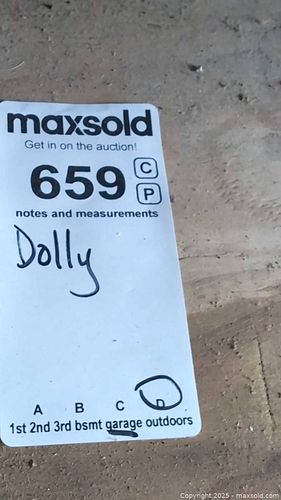 maxsold
Get in on the auction!
659 C
P
notes and measurements
Dolly
A B C D
1st 2nd 3rd bsmt garage outdoors
Copyright 2025 - maxsold.com